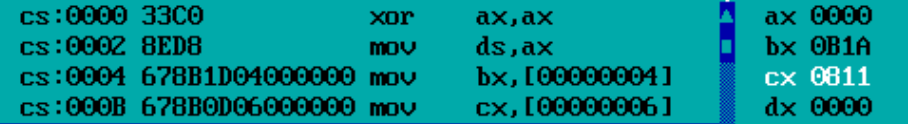 cs:0000 33C0 xor ax,ax ax 0000
cs:0002 8ED8 mov ds,ax bx 0B1A
cs:0004 678B1D04000000 mov bx,[00000004] cx 0811
cs:000B 678B0D06000000 mov cx,[00000006] dx 0000